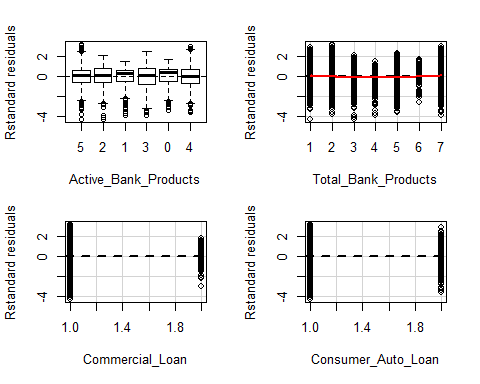 Rstandard residuals
-4 0 2
5 2 1 3 0 4
Active_Bank_Products
Rstandard residuals
-4 0 2
1 2 3 4 5 6 7
Total_Bank_Products
Rstandard residuals
-4 0 2
1.0 1.4 1.8
Commercial_Loan
Rstandard residuals
-4 0 2
1.0 1.4 1.8
Consumer_Auto_Loan